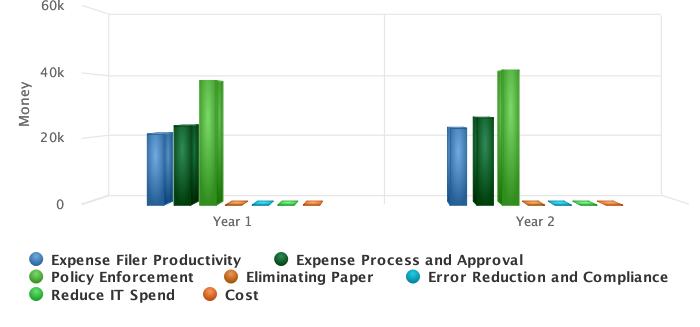 60k
40k
20k
0
Money
Year 1
Year 2
Expense Filer Productivity
Expense Process and Approval
Policy Enforcement
Eliminating Paper
Error Reduction and Compliance
Reduce IT Spend
Cost